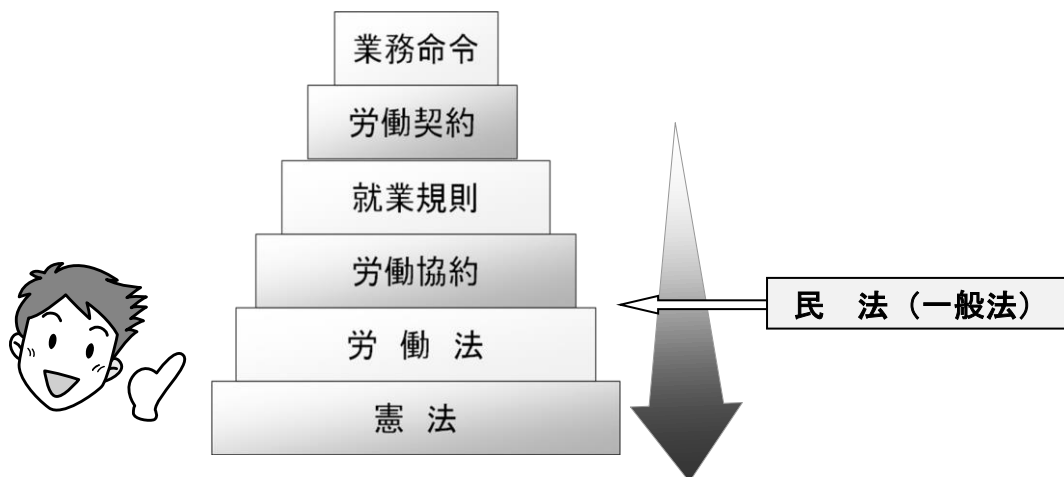 業務命令
労働契約
就業規則
労働協約
労 働 法
憲 法
民 法（一般法）